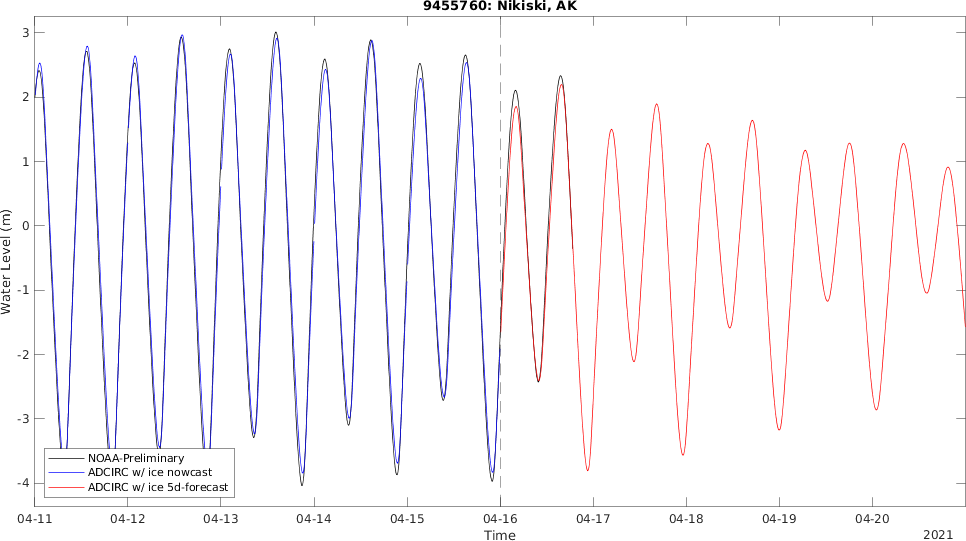 9455760: Nikiski, AK
3
2
1
0
-1
-2
-3
-4
Water Level (m)
NOAA-Preliminary
ADCIRC w/ ice nowcast
ADCIRC w/ ice 5d-forecast
04-11 04-12 04-13 04-14 04-15 04-16 04-17 04-18 04-19 04-20
Time
2021